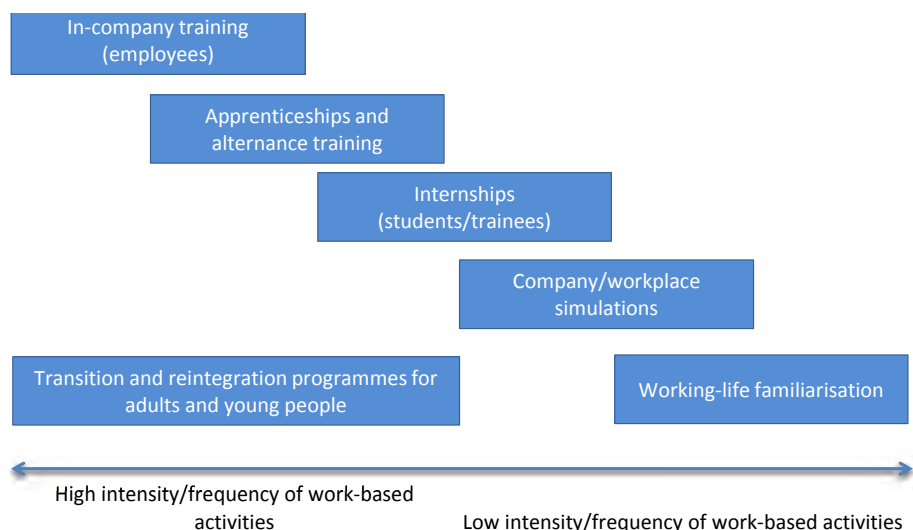 In-company training
(employees)
Apprenticeships and
alternance training
Internships
(students/trainees)
Company/workplace
simulations
Transition and reintegration programmes for
adults and young people
Working-life familiarisation
High intensity/frequency of work-based
activities
Low intensity/frequency of work-based activities